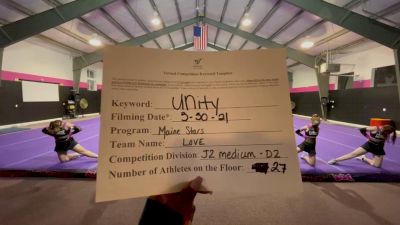 Virtual Competition Keyword Template
Keyword: Unity
Filming Date*: 3-30-21
Program: Maine Stars
Team Name: LOVE
Competition Division: J2 medium - D2
Number of Athletes on the Floor: 27